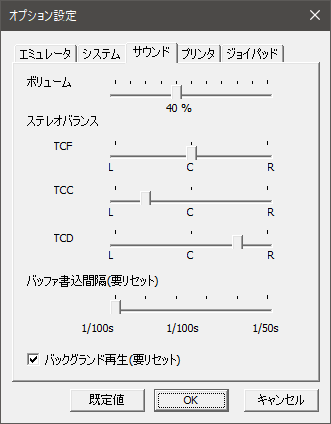 オプション設定
エミュレータ システム サウンド プリンタ ジョイパッド
ボリューム
40 %
ステレオバランス
TCF
L C R
TCC
L C R
TCD
L C R
バッファ書込間隔(要リセット)
1/100s 1/100s 1/50s
バックグランド再生(要リセット)
既定値 OK キャンセル